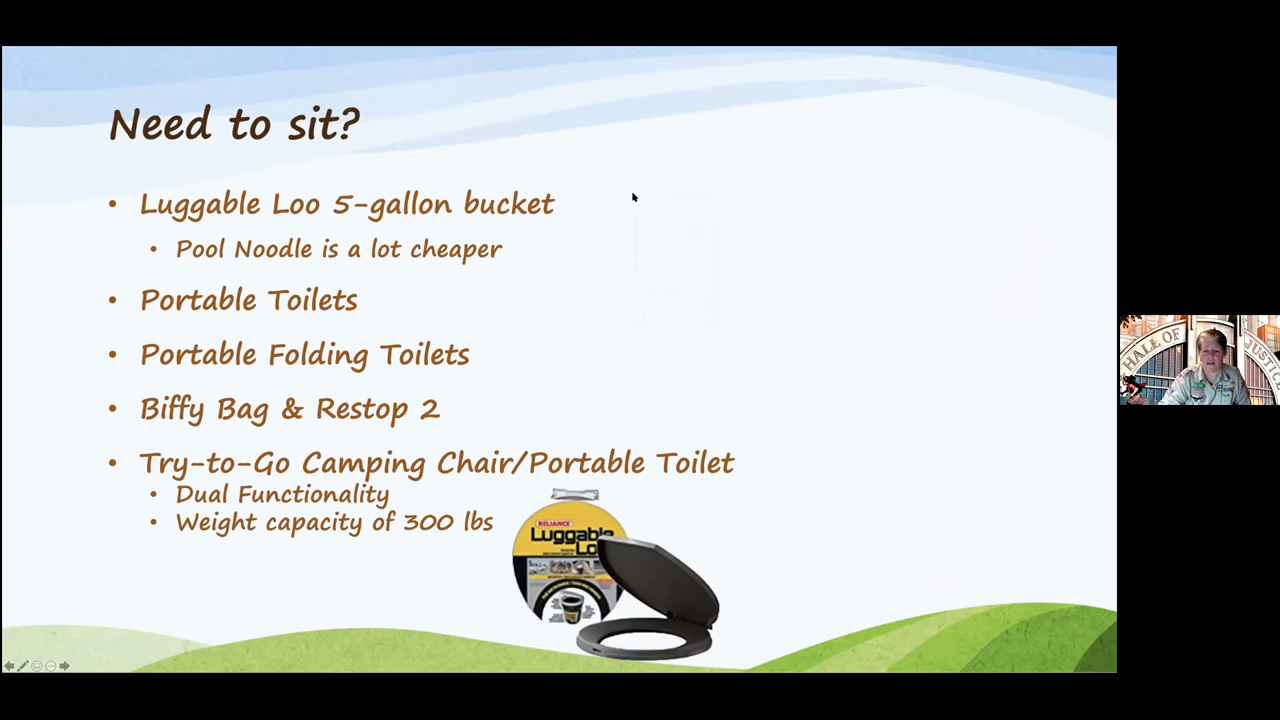 Need to sit?
• Luggable Loo 5-gallon bucket
• Pool Noodle is a lot cheaper
• Portable Toilets
• Portable Folding Toilets
• Biffy Bag & Restop 2
• Try-to-Go Camping Chair/Portable Toilet
• Dual Functionality
• Weight capacity of 300 lbs
RELIANCE
Luggable
Lo
HALL OF JUSTICE